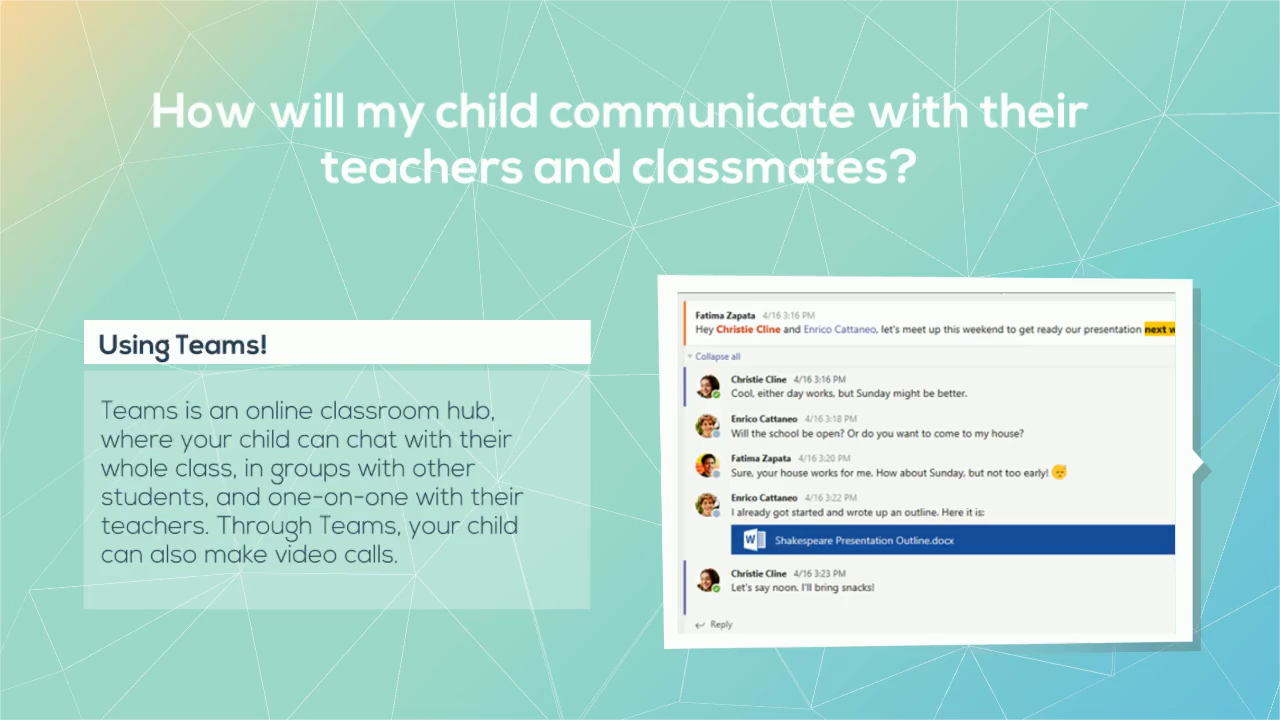 How will my child communicate with their
teachers and classmates?
Using Teams!
Teams is an online classroom hub,
where your child can chat with their
whole class, in groups with other
students, and one-on-one with their
teachers. Through Teams, your child
can also make video calls.
Fatima Zapata 4/16 3:16 PM
Hey Christie Cline and Enrico Cattaneo, let's meet up this weekend to get ready our presentation next w
Collapse all
Christie Cline 4/16 3:16 PM
Cool, either day works, but Sunday might be better.
Enrico Cattaneo 4/16 3:18 PM
Will the school be open? Or do you want to come to my house?
Fatima Zapata 4/16 3:20 PM
Sure, your house works for me. How about Sunday, but not too early! 😴
Enrico Cattaneo 4/16 3:22 PM
I already got started and wrote up an outline. Here it is:
Shakespeare Presentation Outline.docx
Christie Cline 4/16 3:23 PM
Let's say noon. I'll bring snacks!
Reply